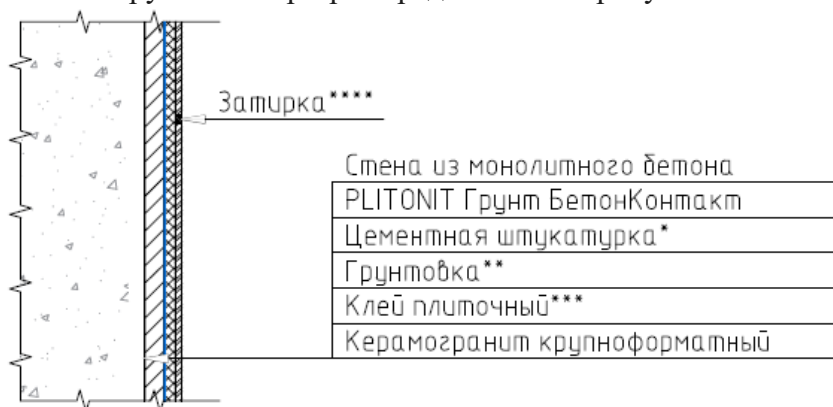 Затирка****
Стена из монолитного бетона
PLITONIT Грунт БетонКонтакт
Цементная штукатурка*
Грунтовка**
Клей плиточный***
Керамогранит крупноформатный